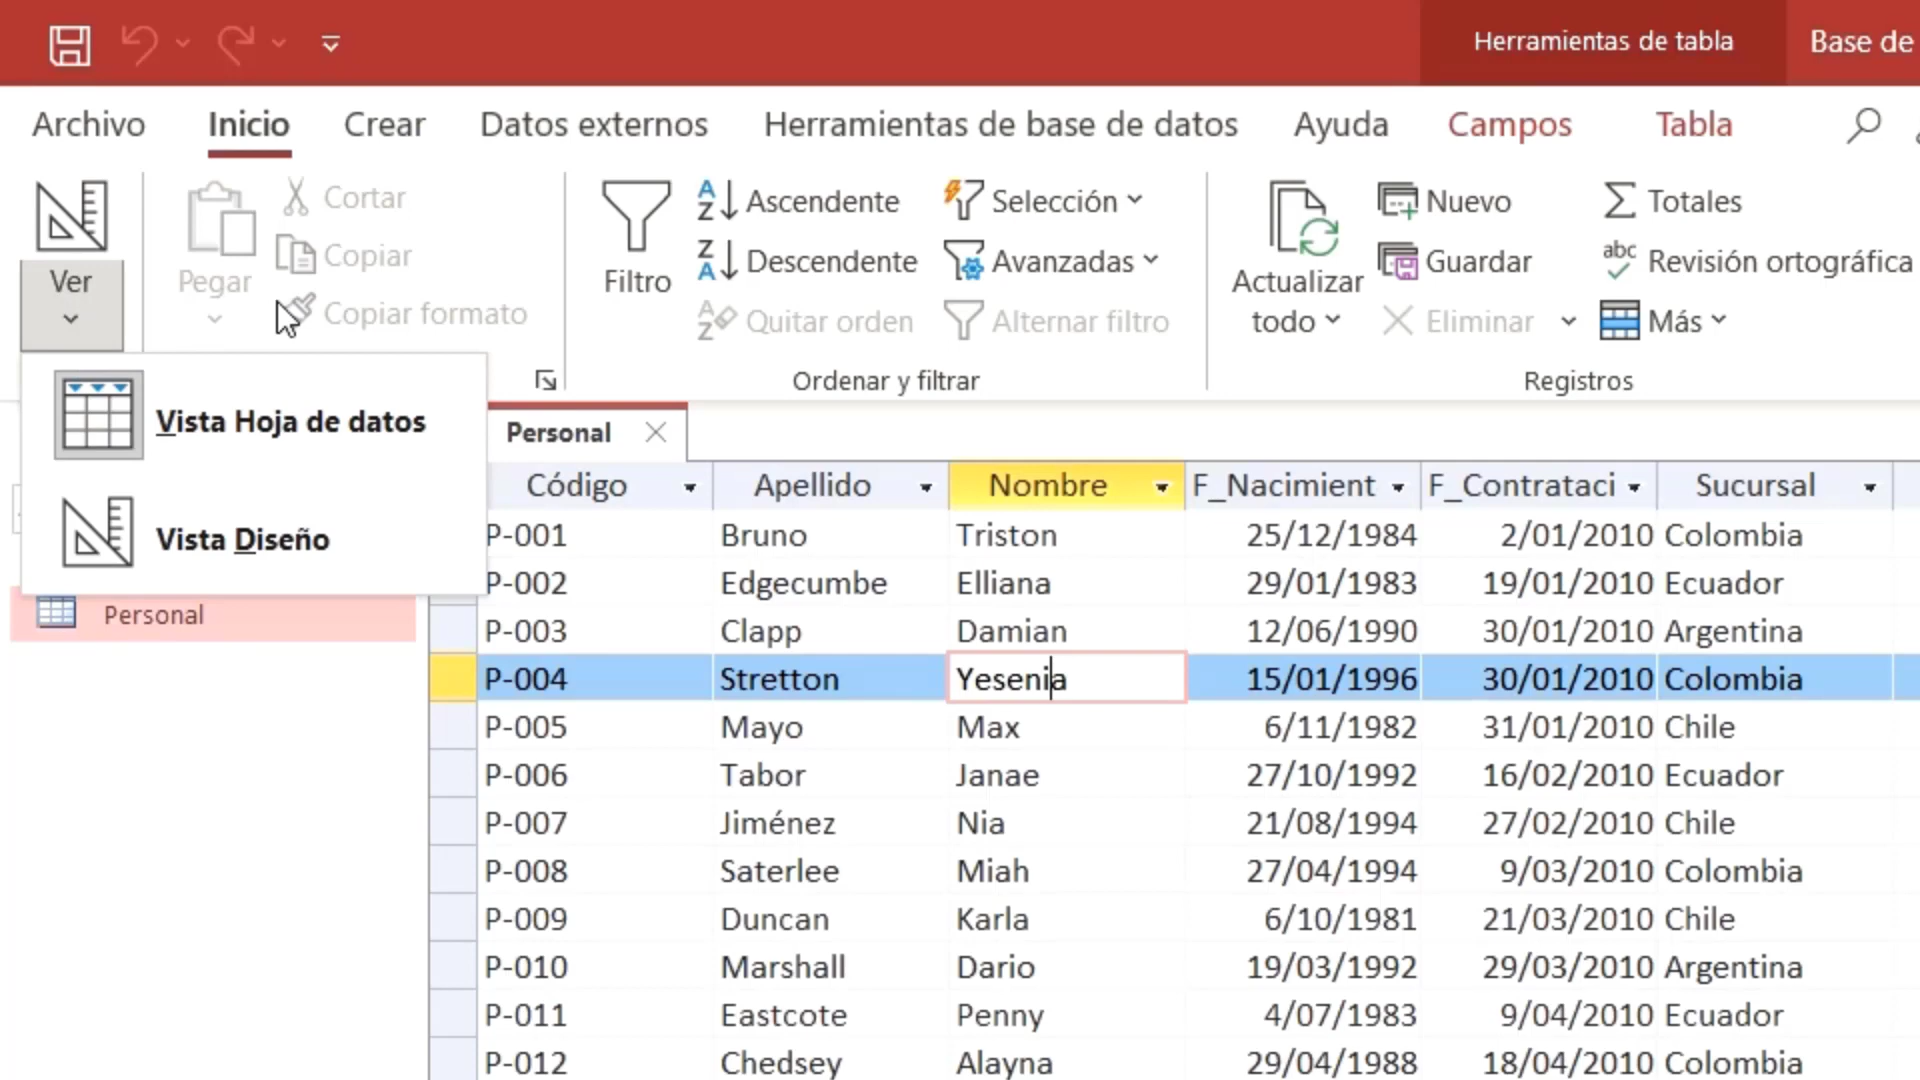 Herramientas de tabla Base de
Archivo Inicio Crear Datos externos Herramientas de base de datos Ayuda Campos Tabla
Ver
Pegar
Cortar
Copiar
Copiar formato
Filtro
Ascendente
Descendente
Quitar orden
Selección
Avanzadas
Alternar filtro
Ordenar y filtrar
Actualizar
todo
Nuevo
Guardar
Eliminar
Totales
Revisión ortográfica
Más
Registros
Vista Hoja de datos
Vista Diseño
Personal
Personal
Código Apellido Nombre F_Nacimient F_Contrataci Sucursal
P-001 Bruno Triston 25/12/1984 2/01/2010 Colombia
P-002 Edgecumbe Elliana 29/01/1983 19/01/2010 Ecuador
P-003 Clapp Damian 12/06/1990 30/01/2010 Argentina
P-004 Stretton Yesenia 15/01/1996 30/01/2010 Colombia
P-005 Mayo Max 6/11/1982 31/01/2010 Chile
P-006 Tabor Janae 27/10/1992 16/02/2010 Ecuador
P-007 Jiménez Nia 21/08/1994 27/02/2010 Chile
P-008 Saterlee Miah 27/04/1994 9/03/2010 Colombia
P-009 Duncan Karla 6/10/1981 21/03/2010 Chile
P-010 Marshall Dario 19/03/1992 29/03/2010 Argentina
P-011 Eastcote Penny 4/07/1983 9/04/2010 Ecuador
P-012 Chedsey Alayna 29/04/1988 18/04/2010 Colombia